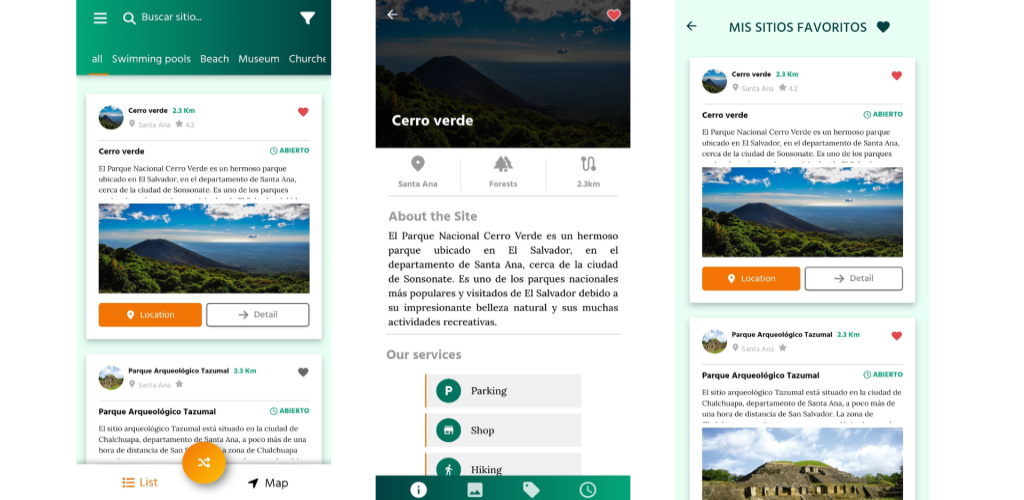 Buscar sitio...
all Swimming pools Beach Museum Churche
Cerro verde 2.3 Km
Santa Ana 4.2
Cerro verde ABIERTO
El Parque Nacional Cerro Verde es un hermoso parque
ubicado en El Salvador, en el departamento de Santa Ana,
cerca de la ciudad de Sonsonate. Es uno de los parques
Location Detail
Parque Arqueológico Tazumal 2.3 Km
Santa Ana
Parque Arqueológico Tazumal ABIERTO
El sitio arqueológico Tazumal está situado en la ciudad de
Chalchuapa, departamento de Santa Ana, a poco más de una
hora de distancia de San a zona de Chalchuapa
List Map
Cerro verde
Santa Ana Forests 2.3km
About the Site
El Parque Nacional Cerro Verde es un hermoso
parque ubicado en El Salvador, en el
departamento de Santa Ana, cerca de la ciudad
de Sonsonate. Es uno de los parques nacionales
más populares y visitados de El Salvador debido a
su impresionante belleza natural y sus muchas
actividades recreativas.
Our services
P Parking
Shop
Hiking
MIS SITIOS FAVORITOS
Cerro verde 2.3 Km
Santa Ana 4.2
Cerro verde ABIERTO
El Parque Nacional Cerro Verde es un hermoso parque
ubicado en El Salvador, en el departamento de Santa Ana,
cerca de la ciudad de Sonsonate. Es uno de los parques
Location Detail
Parque Arqueológico Tazumal 2.3 Km
Santa Ana
Parque Arqueológico Tazumal ABIERTO
El sitio arqueológico Tazumal está situado en la ciudad de
Chalchuapa, departamento de Santa Ana, a poco más de
una hora de distancia de San Salvador. La zona de